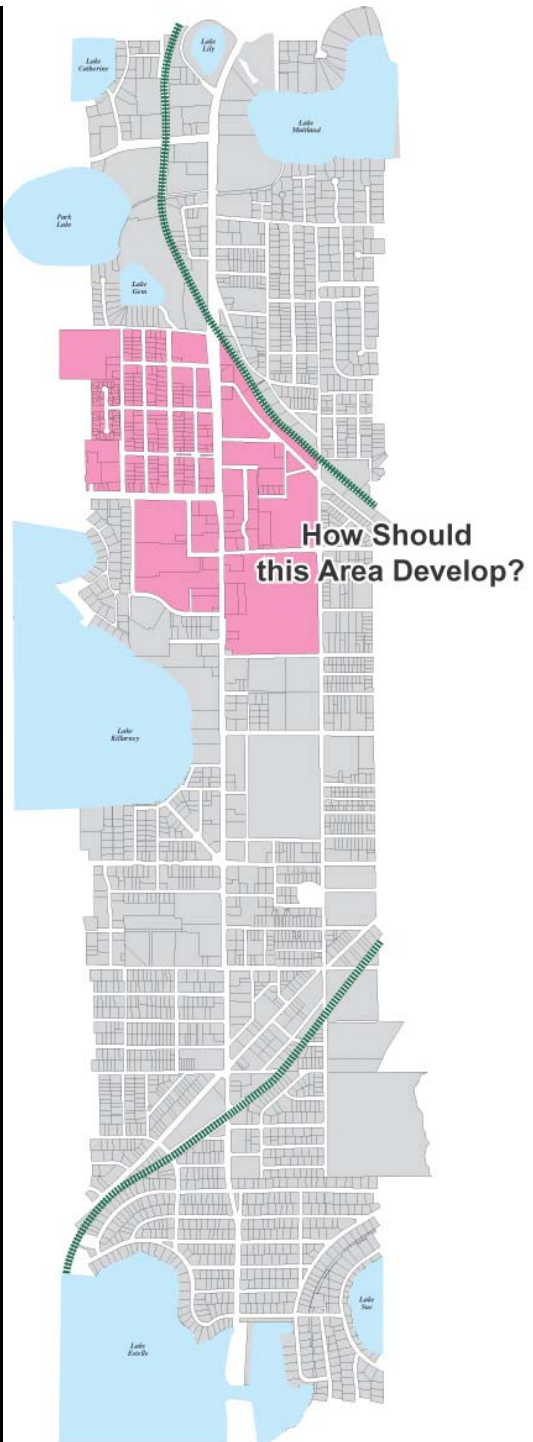 Lake
Catherine
Lake
Lily
Lake
Maitland
Park
Lake
Lake
Gem
How Should
this Area Develop?
Lake
Killarney
Lake
Sue
Lake
Estelle